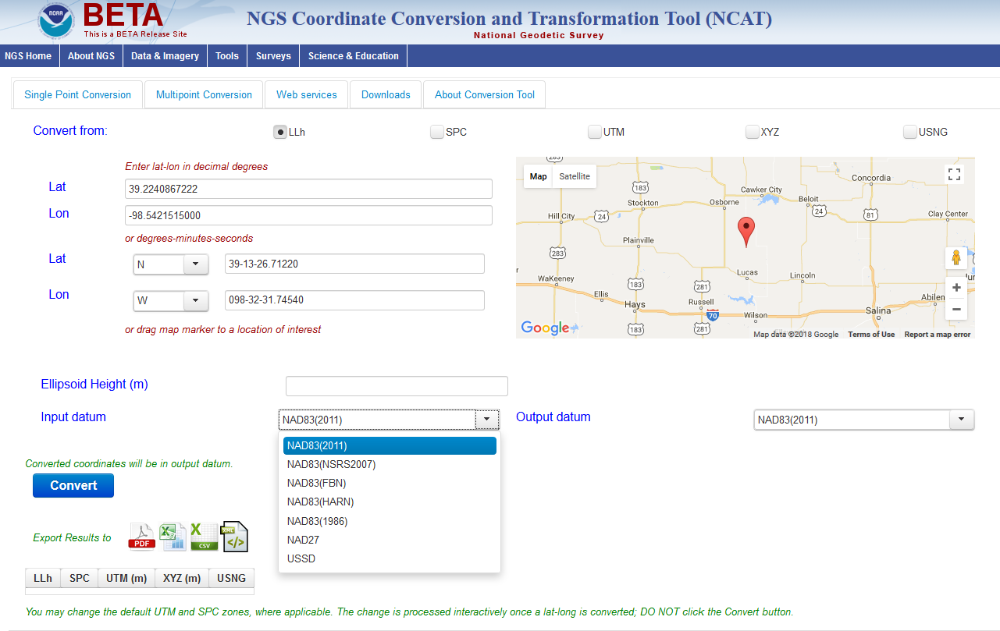 NOAA
BETA
This is a BETA Release Site
NGS Coordinate Conversion and Transformation Tool (NCAT)
National Geodetic Survey
NGS Home About NGS Data & Imagery Tools Surveys Science & Education
Single Point Conversion Multipoint Conversion Web services Downloads About Conversion Tool
Convert from: LLh SPC UTM XYZ USNG
Enter lat-lon in decimal degrees
Lat 39.2240867222
Lon -98.5421515000
or degrees-minutes-seconds
Lat N 39-13-26.71220
Lon W 098-32-31.74540
or drag map marker to a location of interest
283
Map Satellite
Concordia
183
Cawker City
Stockton
Osborne
Beloit
Hill City
24
24
81
Clay Center
Plainville
283
183
Lucas
Lincoln
WaKeeney
183
281
Ellis
Hays
Russell
Abilen
70
Wilson
Salina
Google
183
281
Map data ©2018 Google Terms of Use Report a map error
Ellipsoid Height (m)
Input datum NAD83(2011) Output datum NAD83(2011)
NAD83(2011)
NAD83(NSRS2007)
NAD83(FBN)
NAD83(HARN)
NAD83(1986)
NAD27
USSD
Converted coordinates will be in output datum.
Convert
Export Results to PDF X X CSV XML </>
LLh SPC UTM (m) XYZ (m) USNG
You may change the default UTM and SPC zones, where applicable. The change is processed interactively once a lat-long is converted; DO NOT click the Convert button.